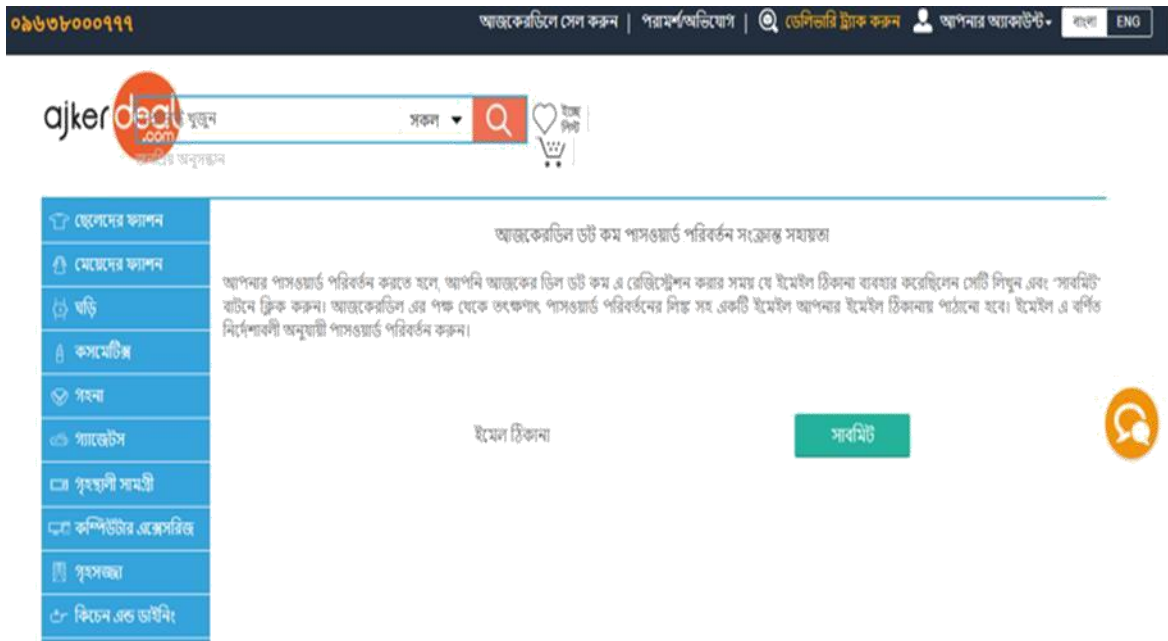 ০৯৬৩৮০০০৭৭৭
আজকেরডিলে সেল করুন | পরামর্শ/অভিযোগ | ডেলিভারি ট্র্যাক করুন আপনার অ্যাকাউন্ট
বাংলা ENG
ajkerdeal
.com
খুজুন
সকল
ইচ্ছে
লিস্ট
অনুসন্ধান
ছেলেদের ফ্যাশন
মেয়েদের ফ্যাশন
ঘড়ি
কসমেটিক্স
গহনা
গ্যাজেটস
গৃহস্থালী সামগ্রী
কম্পিউটার এক্সেসরিজ
গৃহসজ্জা
কিচেন এন্ড ডাইনিং
আজকেরডিল ডট কম পাসওয়ার্ড পরিবর্তন সংক্রান্ত সহায়তা
আপনার পাসওয়ার্ড পরিবর্তন করতে হলে, আপনি আজকের ডিল ডট কম এ রেজিস্ট্রেশন করার সময় যে ইমেইল ঠিকানা ব্যবহার করেছিলেন সেটি লিখুন এবং "সাবমিট"
বাটনে ক্লিক করুন। আজকেরডিল এর পক্ষ থেকে তৎক্ষণাৎ পাসওয়ার্ড পরিবর্তনের লিঙ্ক সহ একটি ইমেইল আপনার ইমেইল ঠিকানায় পাঠানো হবে। ইমেইল এ বর্ণিত
নির্দেশাবলী অনুযায়ী পাসওয়ার্ড পরিবর্তন করুন।
ইমেল ঠিকানা
সাবমিট